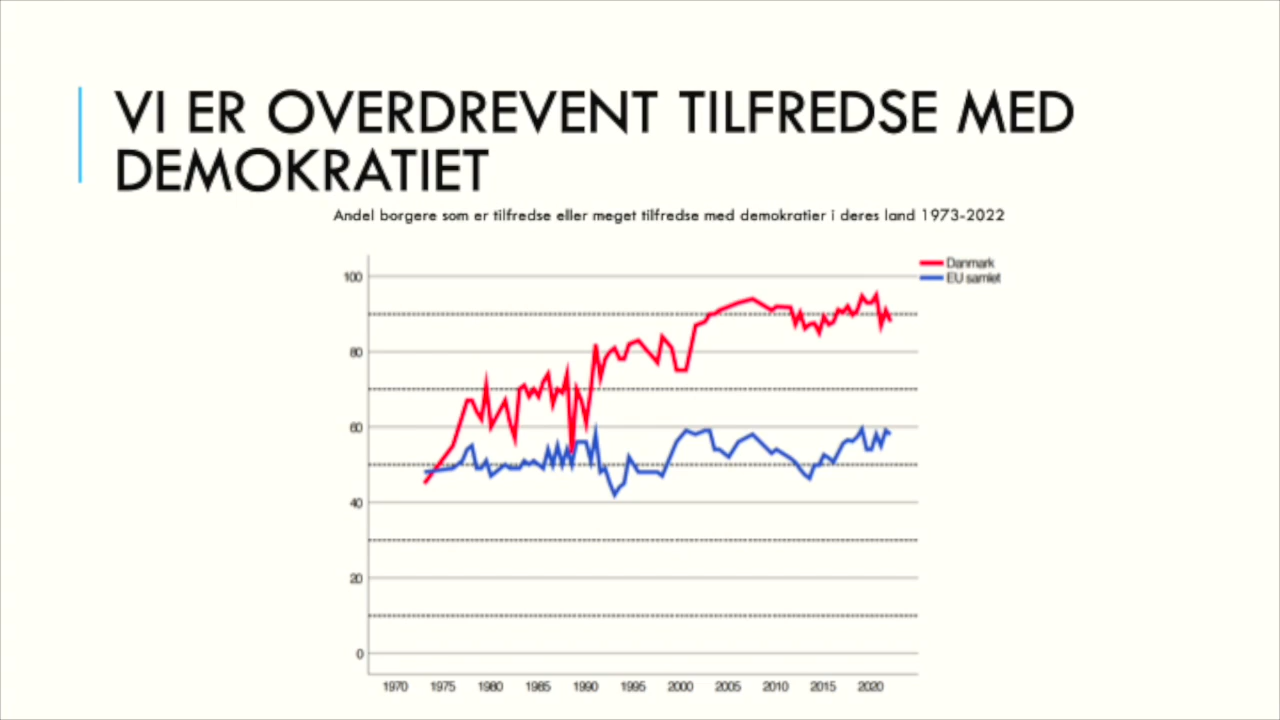 VI ER OVERDREVENT TILFREDSE MED
DEMOKRATIET
Andel borgere som er tilfredse eller meget tilfredse med demokratier i deres land 1973-2022
Danmark
EU samlet
100
80
60
40
20
0
1970 1975 1980 1985 1990 1995 2000 2005 2010 2015 2020